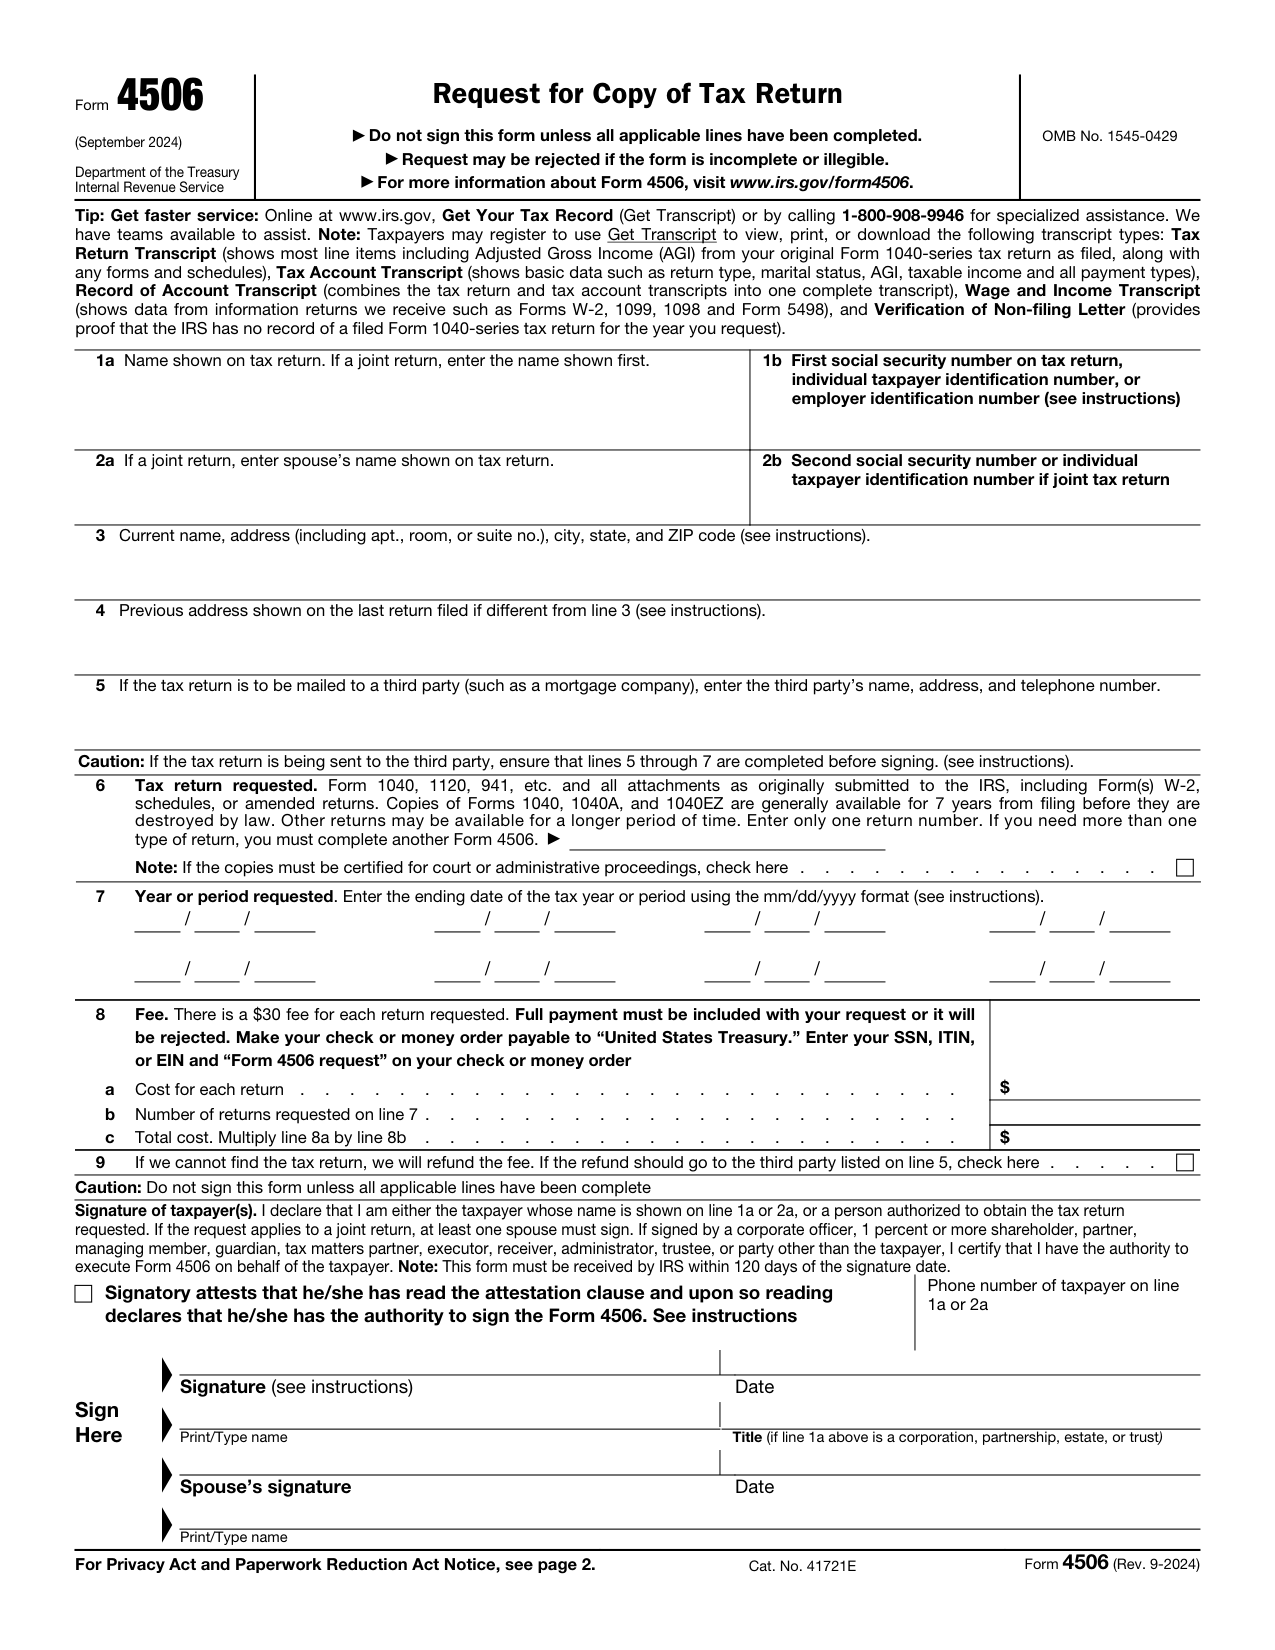 Form 4506
(September 2024)
Department of the Treasury
Internal Revenue Service
Request for Copy of Tax Return
▶ Do not sign this form unless all applicable lines have been completed.
▶ Request may be rejected if the form is incomplete or illegible.
▶ For more information about Form 4506, visit www.irs.gov/form4506.
OMB No. 1545-0429
Tip: Get faster service: Online at www.irs.gov, Get Your Tax Record (Get Transcript) or by calling 1-800-908-9946 for specialized assistance. We
have teams available to assist. Note: Taxpayers may register to use Get Transcript to view, print, or download the following transcript types: Tax
Return Transcript (shows most line items including Adjusted Gross Income (AGI) from your original Form 1040-series tax return as filed, along with
any forms and schedules), Tax Account Transcript (shows basic data such as return type, marital status, AGI, taxable income and all payment types),
Record of Account Transcript (combines the tax return and tax account transcripts into one complete transcript), Wage and Income Transcript
(shows data from information returns we receive such as Forms W-2, 1099, 1098 and Form 5498), and Verification of Non-filing Letter (provides
proof that the IRS has no record of a filed Form 1040-series tax return for the year you request).
1a Name shown on tax return. If a joint return, enter the name shown first.
1b First social security number on tax return,
individual taxpayer identification number, or
employer identification number (see instructions)
2a If a joint return, enter spouse's name shown on tax return.
2b Second social security number or individual
taxpayer identification number if joint tax return
3 Current name, address (including apt., room, or suite no.), city, state, and ZIP code (see instructions).
4 Previous address shown on the last return filed if different from line 3 (see instructions).
5 If the tax return is to be mailed to a third party (such as a mortgage company), enter the third party's name, address, and telephone number.
Caution: If the tax return is being sent to the third party, ensure that lines 5 through 7 are completed before signing. (see instructions).
6 Tax return requested. Form 1040, 1120, 941, etc. and all attachments as originally submitted to the IRS, including Form(s) W-2,
schedules, or amended returns. Copies of Forms 1040, 1040A, and 1040EZ are generally available for 7 years from filing before they are
destroyed by law. Other returns may be available for a longer period of time. Enter only one return number. If you need more than one
type of return, you must complete another Form 4506. ▶
Note: If the copies must be certified for court or administrative proceedings, check here . . . . . . . . . . . . . . .
7 Year or period requested. Enter the ending date of the tax year or period using the mm/dd/yyyy format (see instructions).
/ / / / / / / /
/ / / / / / / /
8 Fee. There is a $30 fee for each return requested. Full payment must be included with your request or it will
be rejected. Make your check or money order payable to “United States Treasury.” Enter your SSN, ITIN,
or EIN and “Form 4506 request” on your check or money order
a Cost for each return . . . . . . . . . . . . . . . . . . . . . . . . . . . $
b Number of returns requested on line 7 . . . . . . . . . . . . . . . . . . . . . .
c Total cost. Multiply line 8a by line 8b . . . . . . . . . . . . . . . . . . . . . . $
9 If we cannot find the tax return, we will refund the fee. If the refund should go to the third party listed on line 5, check here . . . . .
Caution: Do not sign this form unless all applicable lines have been complete
Signature of taxpayer(s). I declare that I am either the taxpayer whose name is shown on line 1a or 2a, or a person authorized to obtain the tax return
requested. If the request applies to a joint return, at least one spouse must sign. If signed by a corporate officer, 1 percent or more shareholder, partner,
managing member, guardian, tax matters partner, executor, receiver, administrator, trustee, or party other than the taxpayer, I certify that I have the authority to
execute Form 4506 on behalf of the taxpayer. Note: This form must be received by IRS within 120 days of the signature date.
Signatory attests that he/she has read the attestation clause and upon so reading
declares that he/she has the authority to sign the Form 4506. See instructions
Phone number of taxpayer on line
1a or 2a
Sign
Here
Signature (see instructions)
Date
Print/Type name
Title (if line 1a above is a corporation, partnership, estate, or trust)
Spouse's signature
Date
Print/Type name
For Privacy Act and Paperwork Reduction Act Notice, see page 2.
Cat. No. 41721E
Form 4506 (Rev. 9-2024)